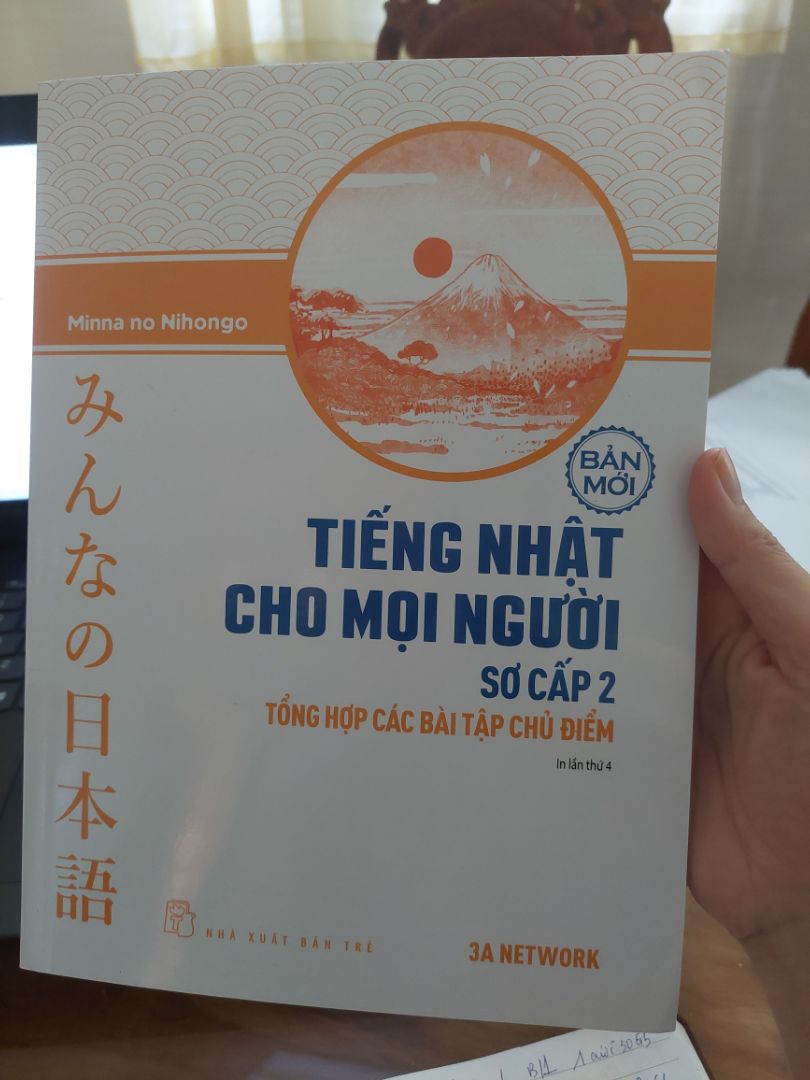 Minna no Nihongo
みんなの日本語
BẢN
MỚI
TIẾNG NHẬT
CHO MỌI NGƯỜI
SƠ CẤP 2
TỔNG HỢP CÁC BÀI TẬP CHỦ ĐIỂM
In lần thứ 4
NHÀ XUẤT BẢN TRẺ
3A NETWORK